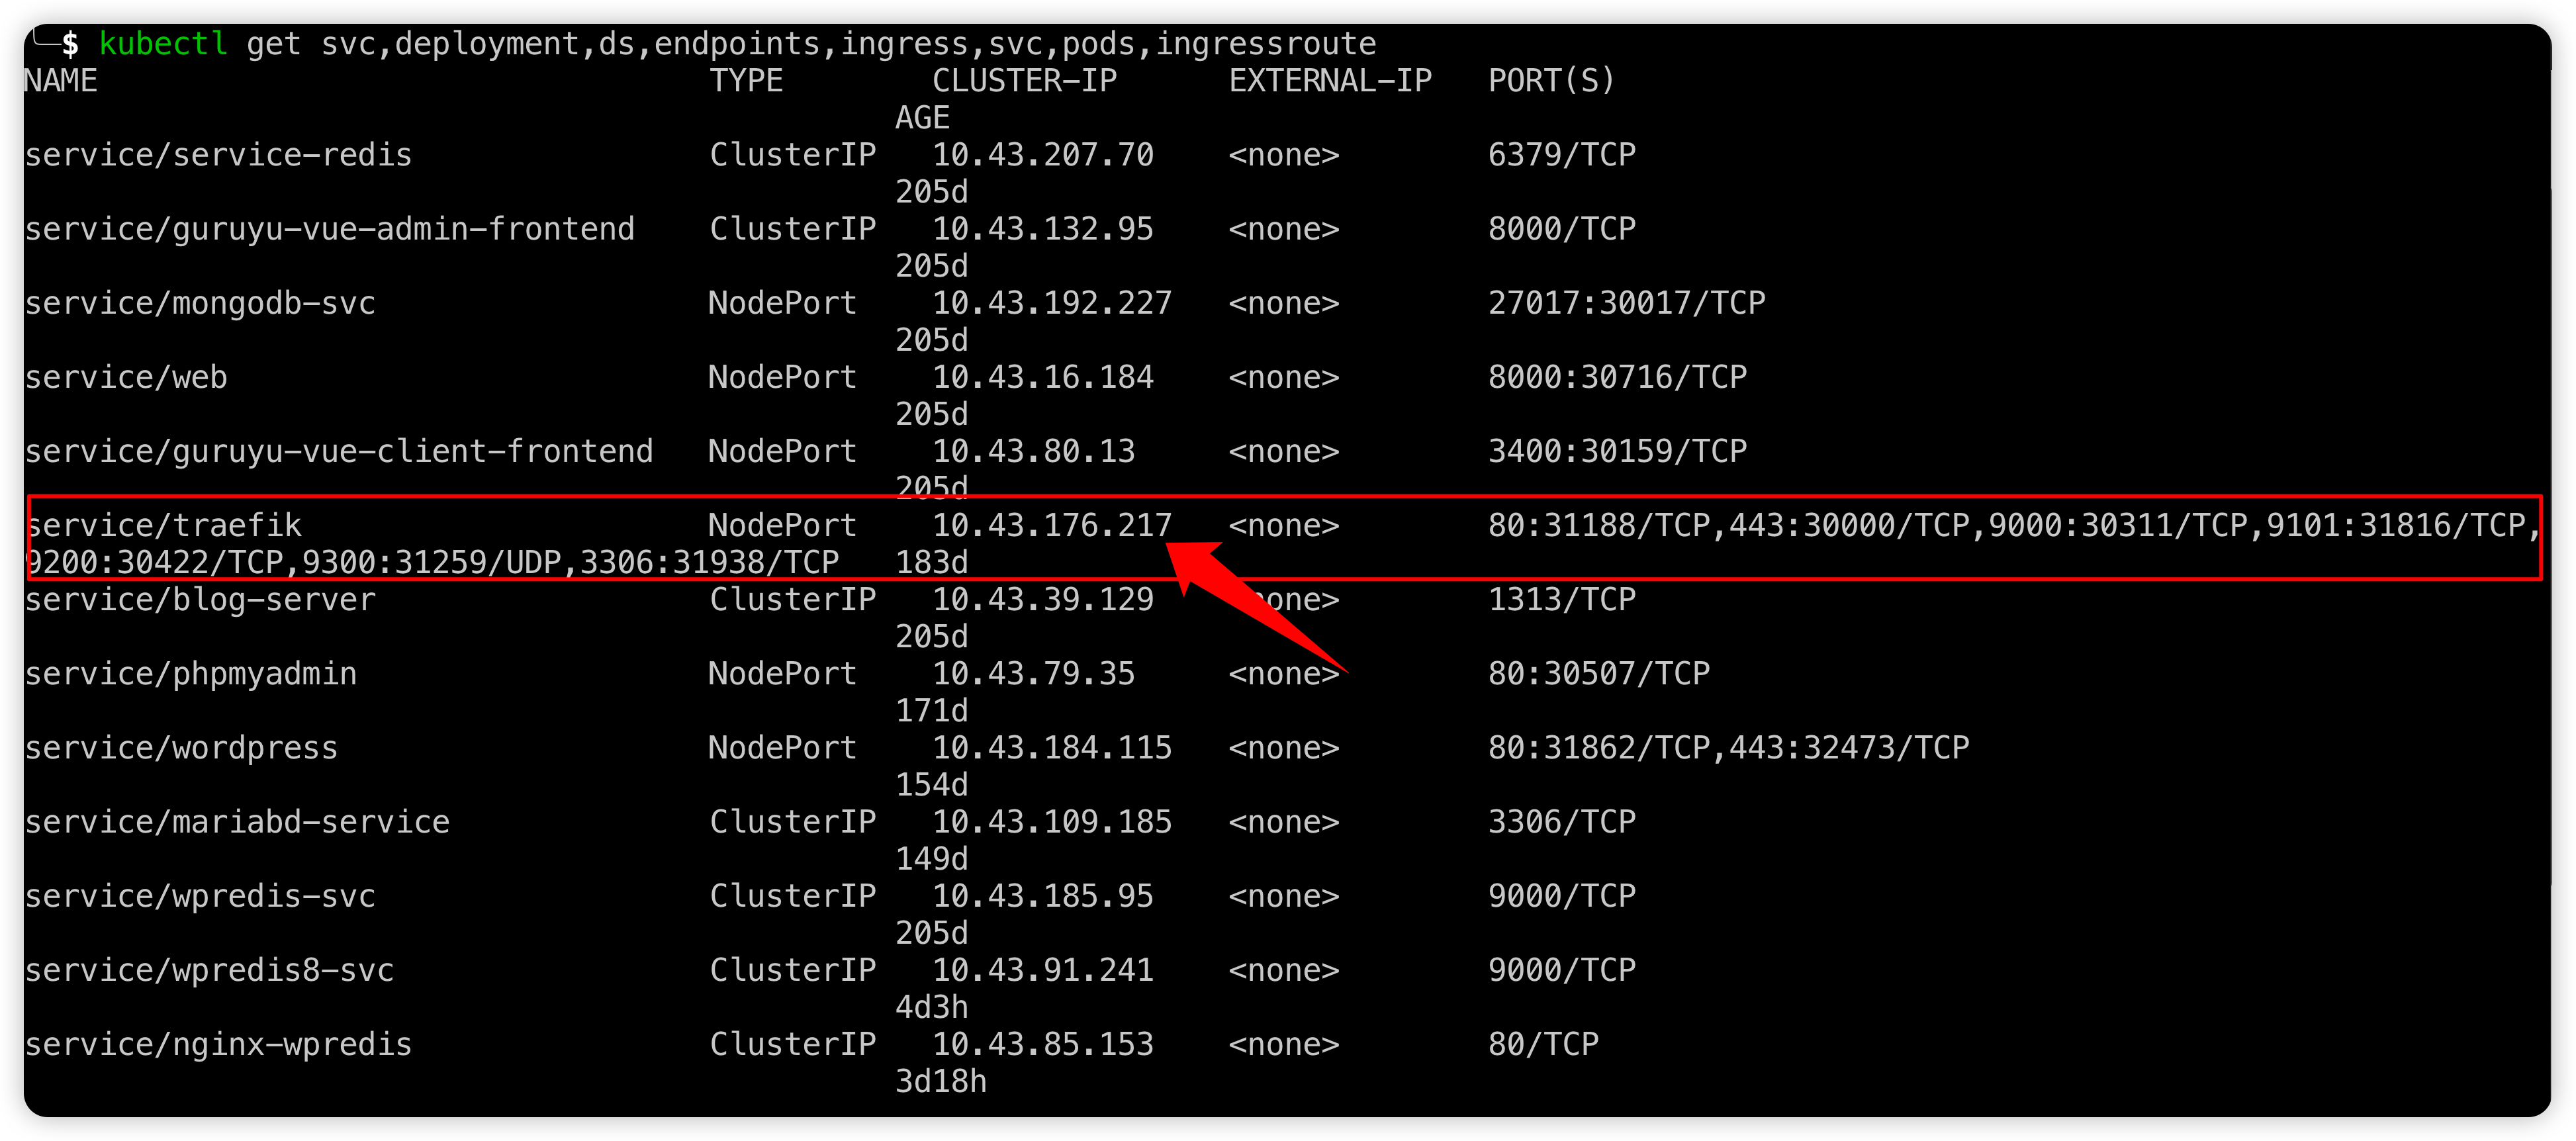 $ kubectl get svc,deployment,ds,endpoints,ingress,svc,pods,ingressroute
NAME TYPE CLUSTER-IP EXTERNAL-IP PORT(S)
AGE
service/service-redis ClusterIP 10.43.207.70 <none> 6379/TCP
205d
service/guruyu-vue-admin-frontend ClusterIP 10.43.132.95 <none> 8000/TCP
205d
service/mongodb-svc NodePort 10.43.192.227 <none> 27017:30017/TCP
205d
service/web NodePort 10.43.16.184 <none> 8000:30716/TCP
205d
service/guruyu-vue-client-frontend NodePort 10.43.80.13 <none> 3400:30159/TCP
205d
service/traefik NodePort 10.43.176.217 <none> 80:31188/TCP,443:30000/TCP,9000:30311/TCP,9101:31816/TCP,
9200:30422/TCP,9300:31259/UDP,3306:31938/TCP 183d
service/blog-server ClusterIP 10.43.39.129 <none> 1313/TCP
205d
service/phpmyadmin NodePort 10.43.79.35 <none> 80:30507/TCP
171d
service/wordpress NodePort 10.43.184.115 <none> 80:31862/TCP,443:32473/TCP
154d
service/mariabd-service ClusterIP 10.43.109.185 <none> 3306/TCP
149d
service/wpredis-svc ClusterIP 10.43.185.95 <none> 9000/TCP
205d
service/wpredis8-svc ClusterIP 10.43.91.241 <none> 9000/TCP
4d3h
service/nginx-wpredis ClusterIP 10.43.85.153 <none> 80/TCP
3d18h